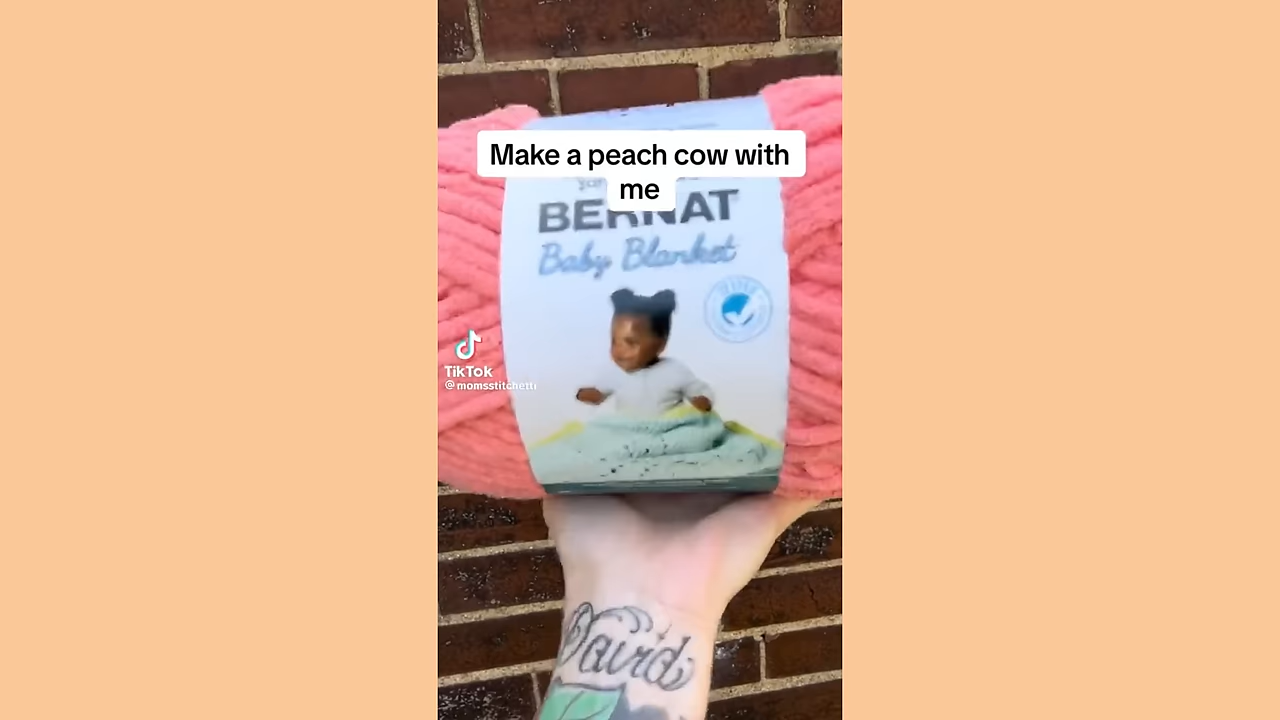 Make a peach cow with
me
BERNAT
Baby Blanket
TikTok
@momsstitchetti